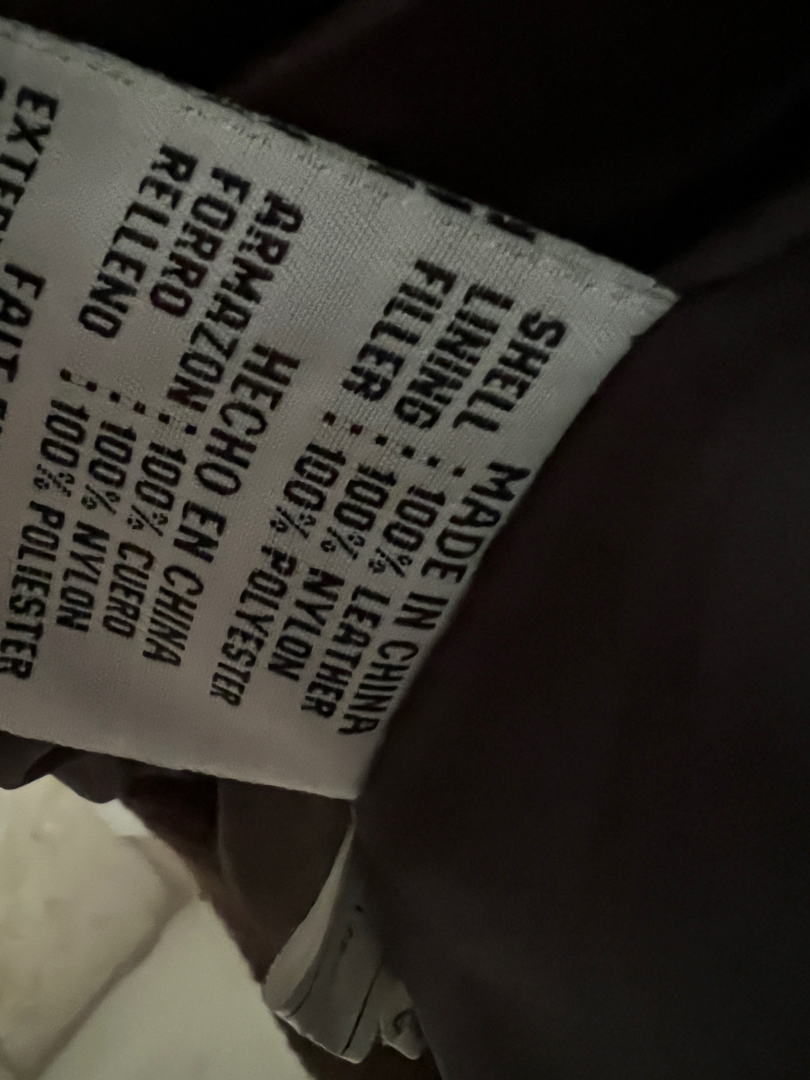 MADE IN CHINA
SHELL : 100% LEATHER
LINING : 100% NYLON
FILLER : 100% POLYESTER
HECHO EN CHINA
ARMAZON : 100% CUERO
FORRO : 100% NYLON
RELLENO : 100% POLIESTER
FAIT